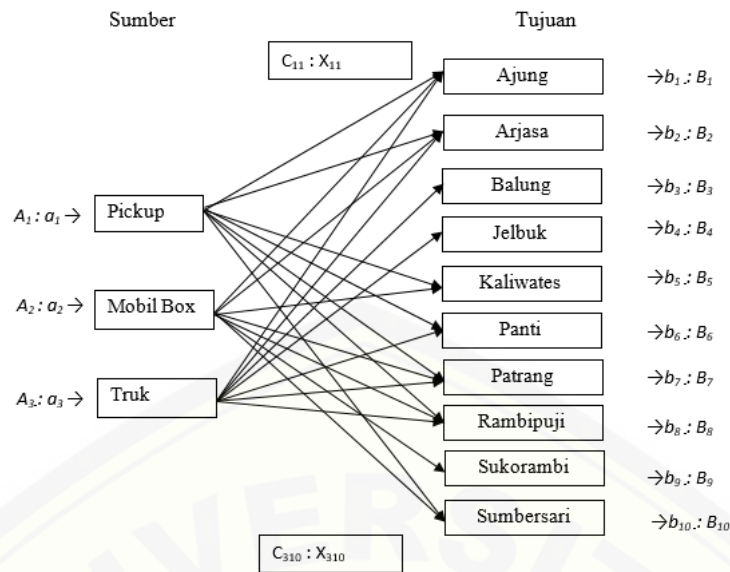 Sumber
Tujuan
C₁₁ : X₁₁
Ajung
→b₁ : B₁
Arjasa
→b₂ : B₂
Balung
→b₃ : B₃
A₁ : a₁ →
Pickup
Jelbuk
→b₄ : B₄
Kaliwates
→b₅ : B₅
A₂ : a₂ →
Mobil Box
Panti
→b₆ : B₆
A₃ : a₃ →
Truk
Patrang
→b₇ : B₇
Rambipuji
→b₈ : B₈
Sukorambi
→b₉ : B₉
Sumbersari
→b₁₀ : B₁₀
C₃₁₀ : X₃₁₀